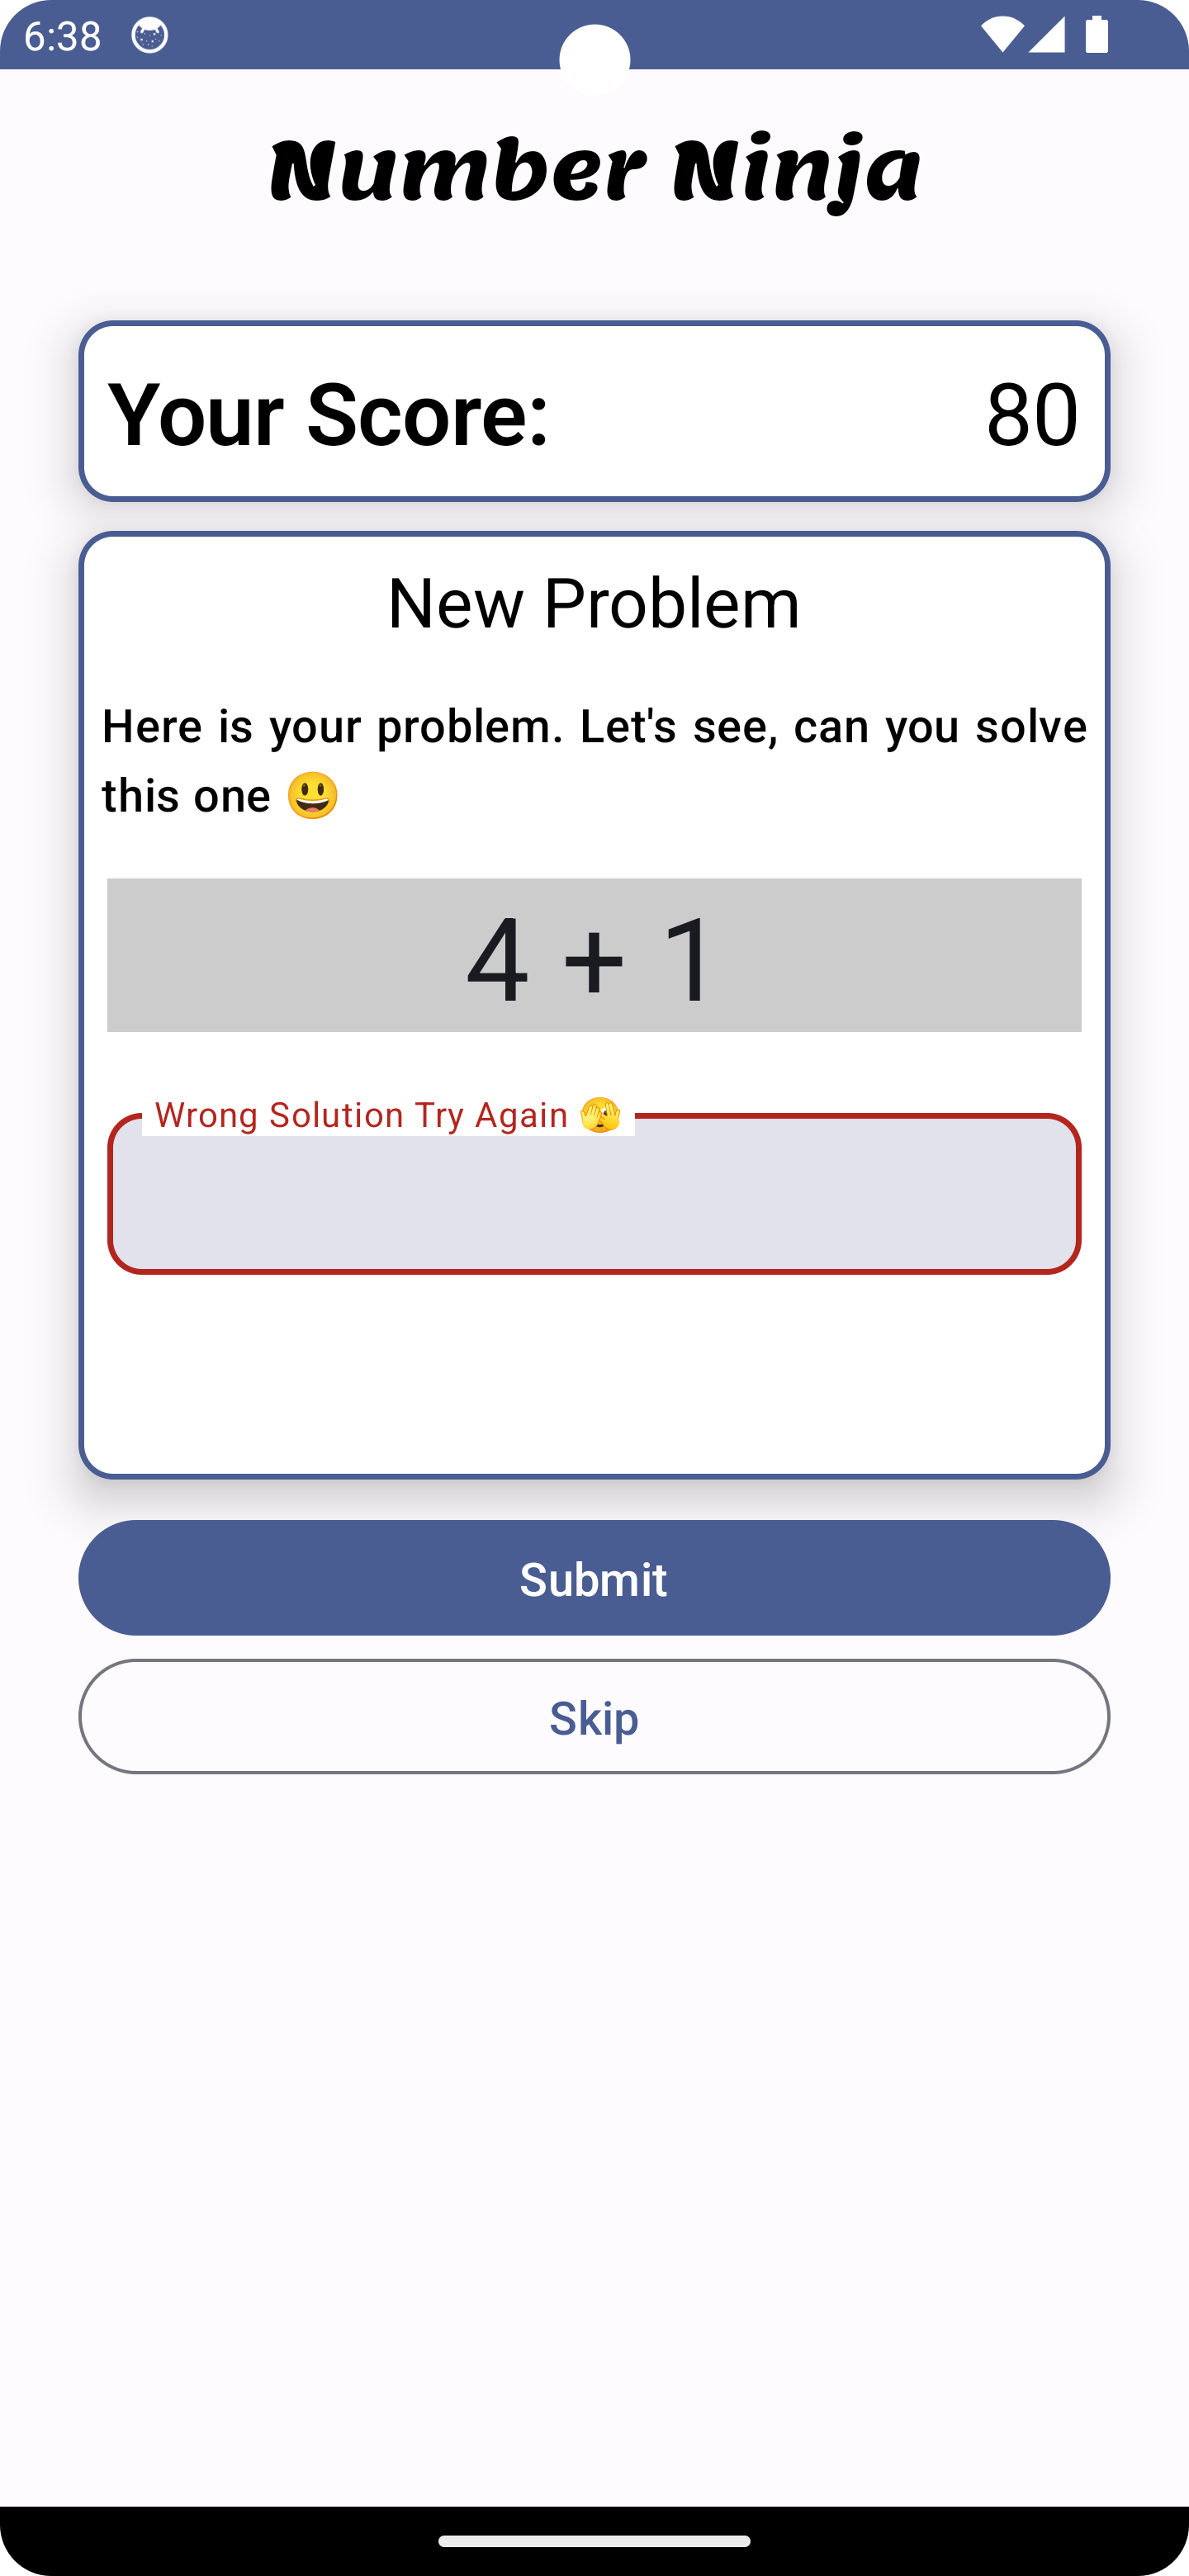 6:38
Number Ninja
Your Score: 80
New Problem
Here is your problem. Let's see, can you solve
this one 😃
4 + 1
Wrong Solution Try Again 🫣
Submit
Skip